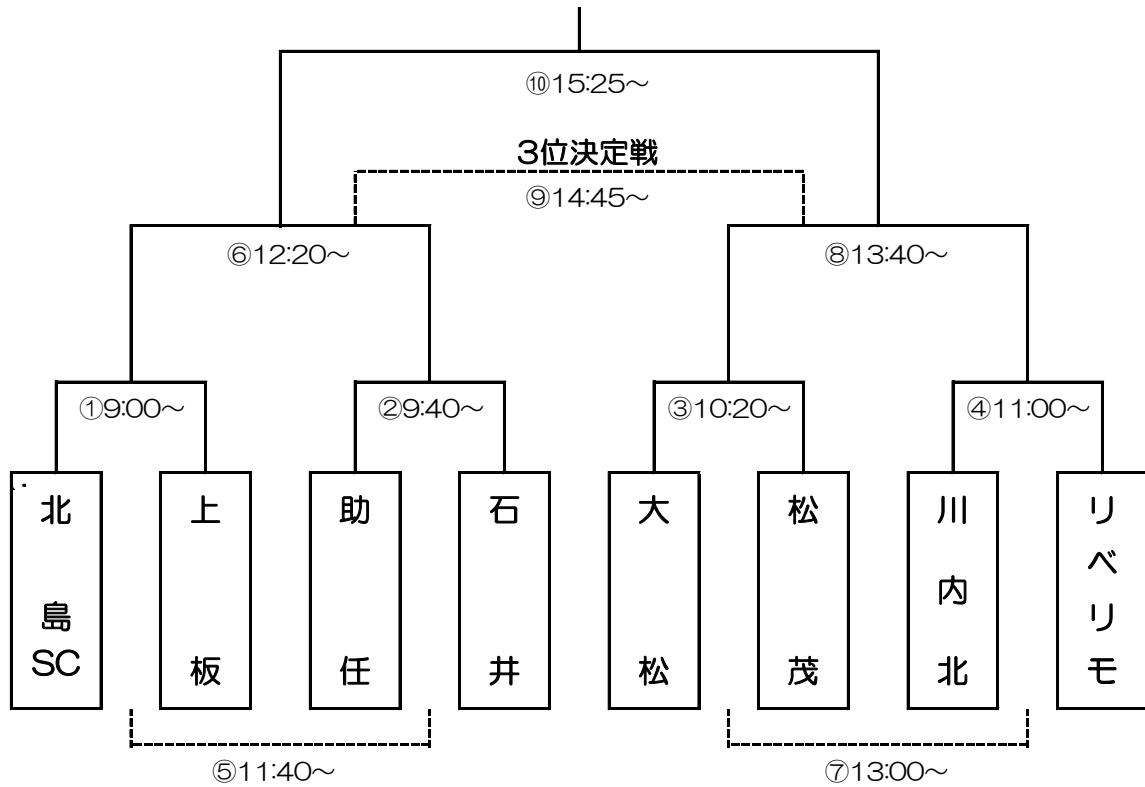 ⑩15:25～
3位決定戦
⑨14:45～
⑥12:20～
⑧13:40～
①9:00～
②9:40～
③10:20～
④11:00～
北島SC
上板
助任
石井
大松
松茂
川内北
リベリモ
⑤11:40～
⑦13:00～